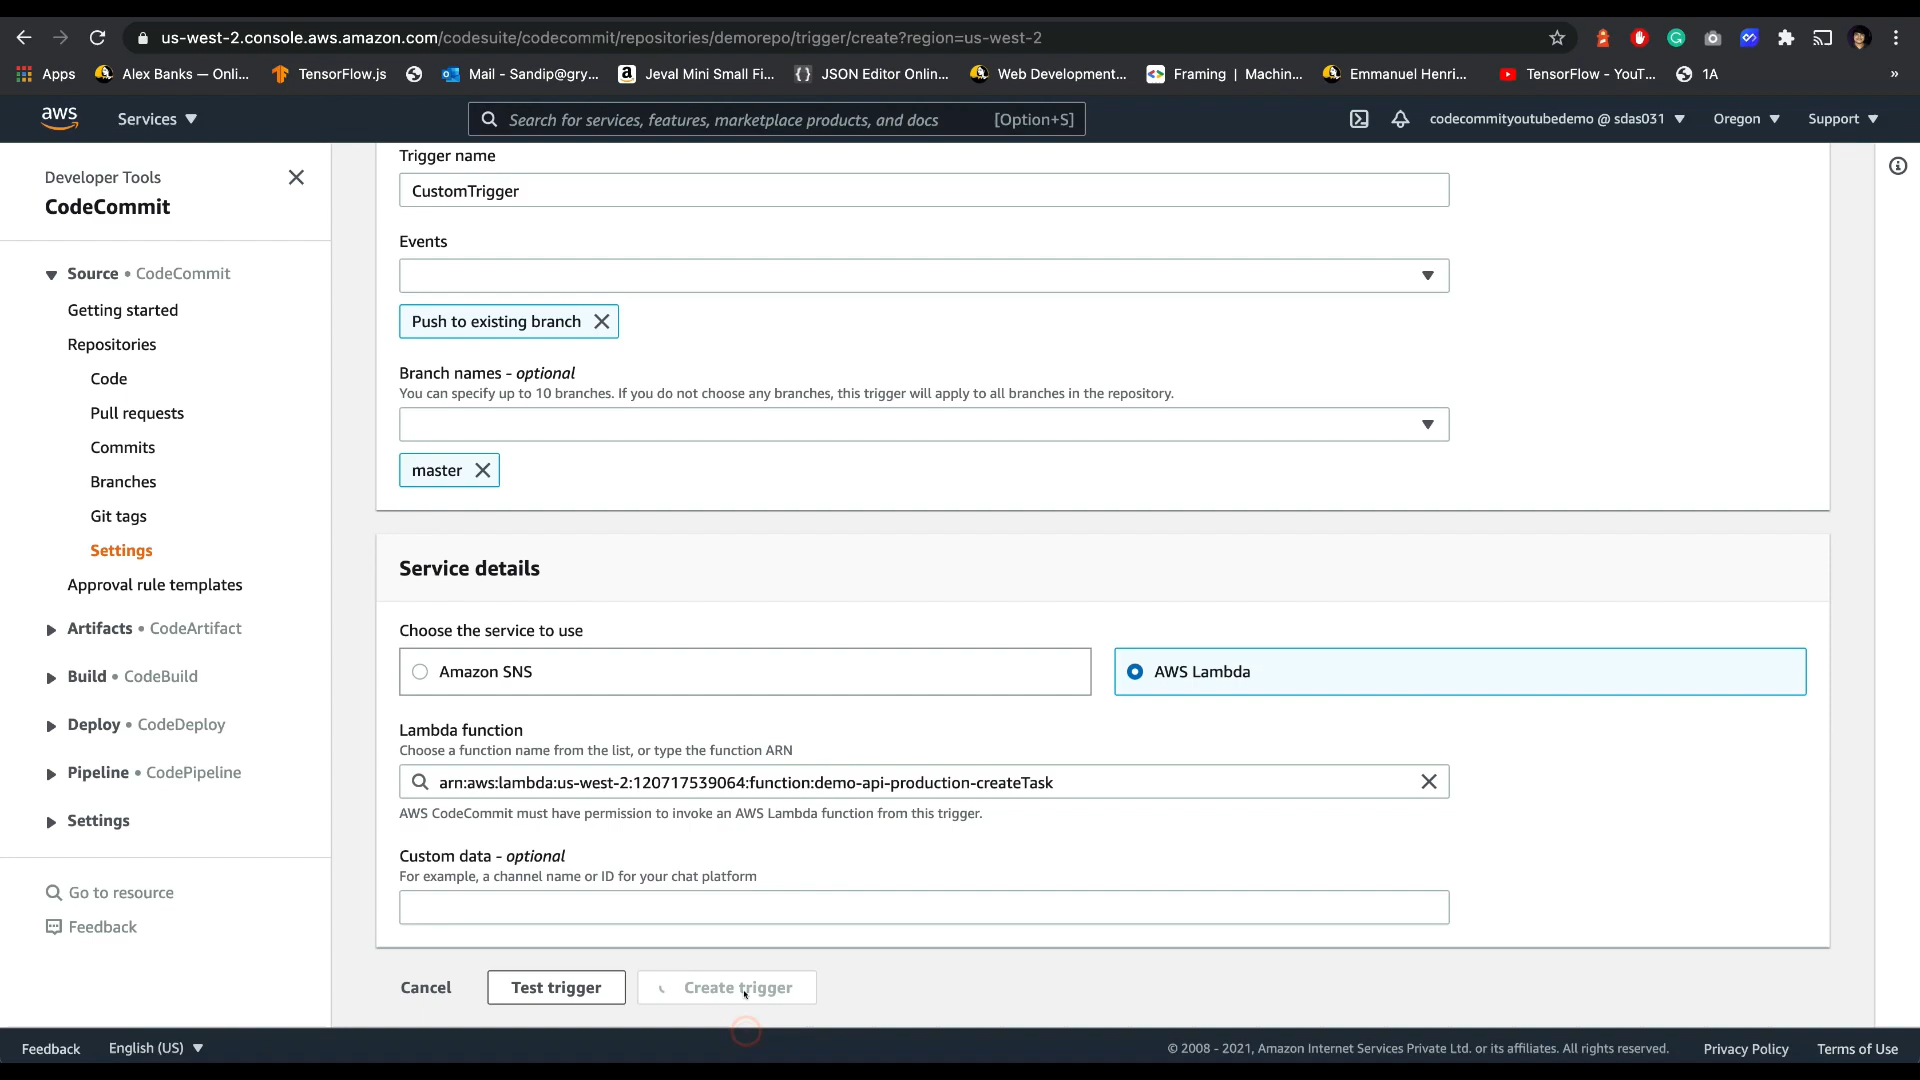 us-west-2.console.aws.amazon.com/codesuite/codecommit/repositories/demorepo/trigger/create?region=us-west-2
Apps
Alex Banks — Onli...
TensorFlow.js
Mail - Sandip@gry...
Jeval Mini Small Fi...
JSON Editor Onlin...
Web Development...
Framing | Machin...
Emmanuel Henri...
TensorFlow - YouT...
1A
»
aws
Services
Search for services, features, marketplace products, and docs
[Option+S]
codecommityoutubedemo @ sdas031
Oregon
Support
Developer Tools
CodeCommit
Source • CodeCommit
Getting started
Repositories
Code
Pull requests
Commits
Branches
Git tags
Settings
Approval rule templates
Artifacts • CodeArtifact
Build • CodeBuild
Deploy • CodeDeploy
Pipeline • CodePipeline
Settings
Go to resource
Feedback
Trigger name
CustomTrigger
Events
Push to existing branch
Branch names - optional
You can specify up to 10 branches. If you do not choose any branches, this trigger will apply to all branches in the repository.
master
Service details
Choose the service to use
Amazon SNS
AWS Lambda
Lambda function
Choose a function name from the list, or type the function ARN
arn:aws:lambda:us-west-2:120717539064:function:demo-api-production-createTask
AWS CodeCommit must have permission to invoke an AWS Lambda function from this trigger.
Custom data - optional
For example, a channel name or ID for your chat platform
Cancel
Test trigger
Create trigger
Feedback
English (US)
© 2008 - 2021, Amazon Internet Services Private Ltd. or its affiliates. All rights reserved.
Privacy Policy
Terms of Use